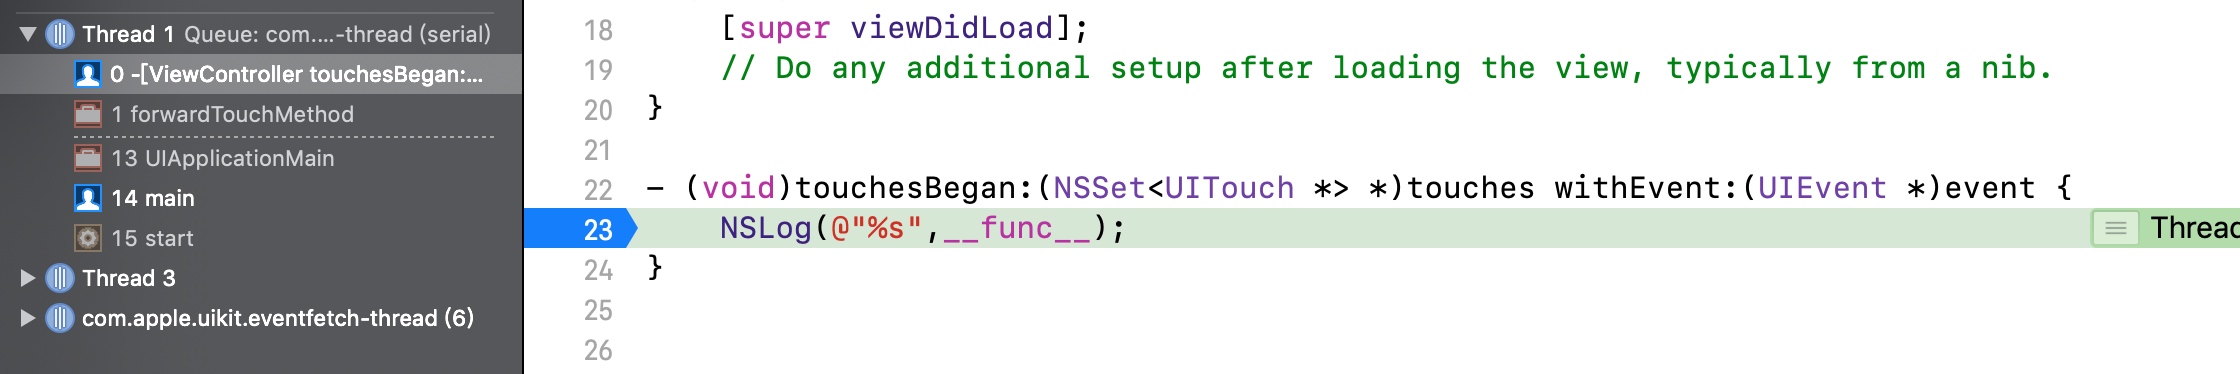 Thread 1 Queue: com....-thread (serial)
0 -[ViewController touchesBegan:...
1 forwardTouchMethod
13 UIApplicationMain
14 main
15 start
Thread 3
com.apple.uikit.eventfetch-thread (6)
18 [super viewDidLoad];
19 // Do any additional setup after loading the view, typically from a nib.
20 }
21
22 - (void)touchesBegan:(NSSet<UITouch *> *)touches withEvent:(UIEvent *)event {
23 NSLog(@"%s",__func__); Thread
24 }
25
26